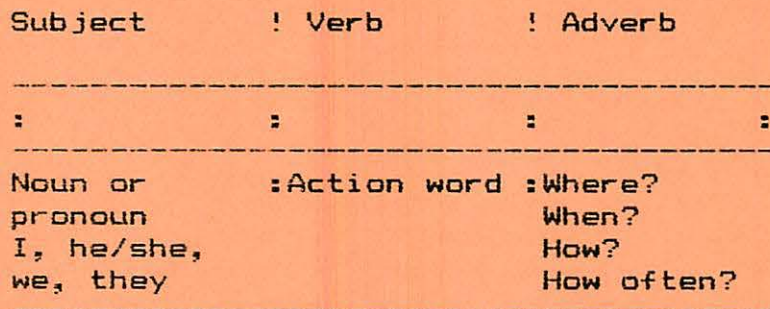 Subject ! Verb ! Adverb
------------------------------------------------
: : : :
------------------------------------------------
Noun or :Action word :Where?
pronoun When?
I, he/she, How?
we, they How often?